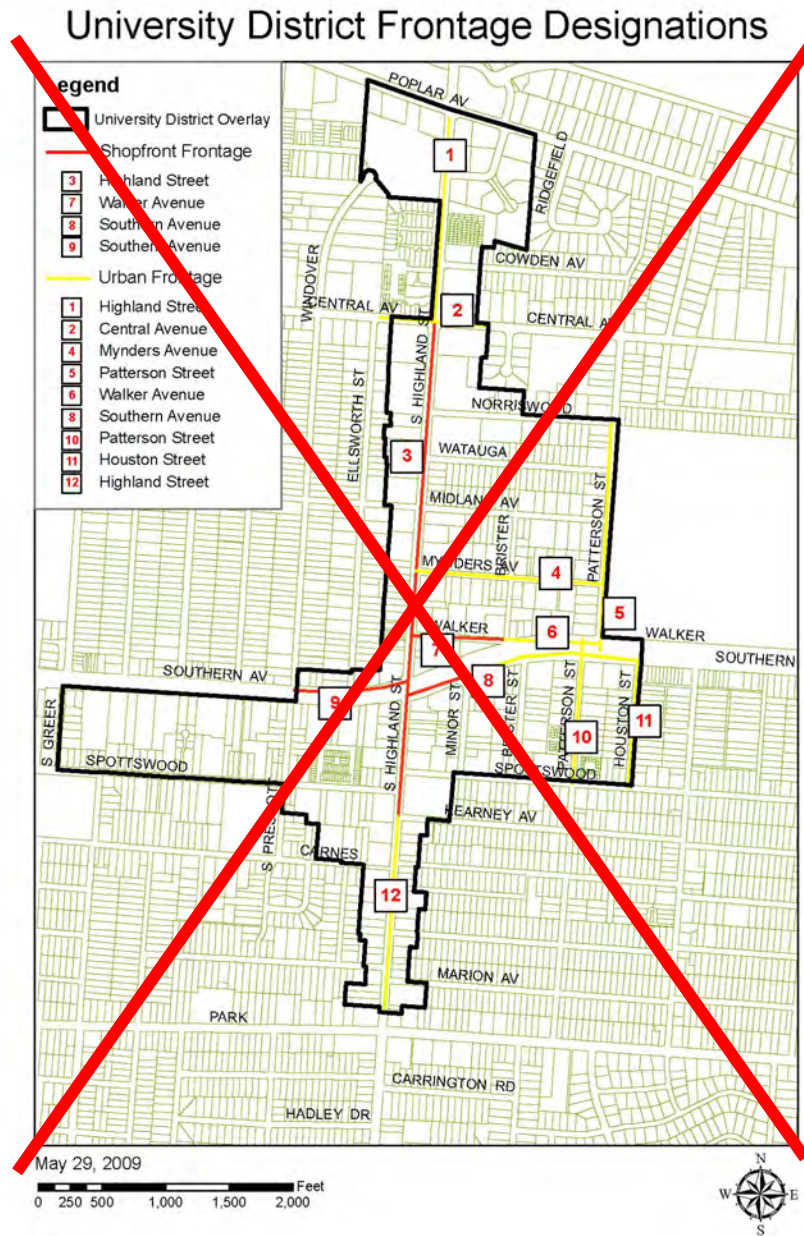 University District Frontage Designations
Legend
University District Overlay
Shopfront Frontage
3 Highland Street
7 Walker Avenue
8 Southern Avenue
9 Southern Avenue
Urban Frontage
1 Highland Street
2 Central Avenue
4 Mynders Avenue
5 Patterson Street
6 Walker Avenue
8 Southern Avenue
10 Patterson Street
11 Houston Street
12 Highland Street
POPLAR AV
1
RIDGEFIELD
WINDOVER
COWDEN AV
CENTRAL AV
2
CENTRAL AV
S HIGHLAND ST
ELLSWORTH ST
NORRISWOOD
3
WATAUGA
MIDLAND AV
BRISTER
PATTERSON ST
MYNDERS AV
4
5
WALKER
6
WALKER
7
SOUTHERN
SOUTHERN AV
8
9
S HIGHLAND ST
MINOR ST
BRISTER ST
PATTERSON ST
10
HOUSTON ST
11
S GREER
SPOTTSWOOD
SPOTTSWOOD
S PRESCOTT
KEARNEY AV
CARNES
12
MARION AV
PARK
CARRINGTON RD
HADLEY DR
May 29, 2009
Feet
0 250 500 1,000 1,500 2,000
N
W E
S